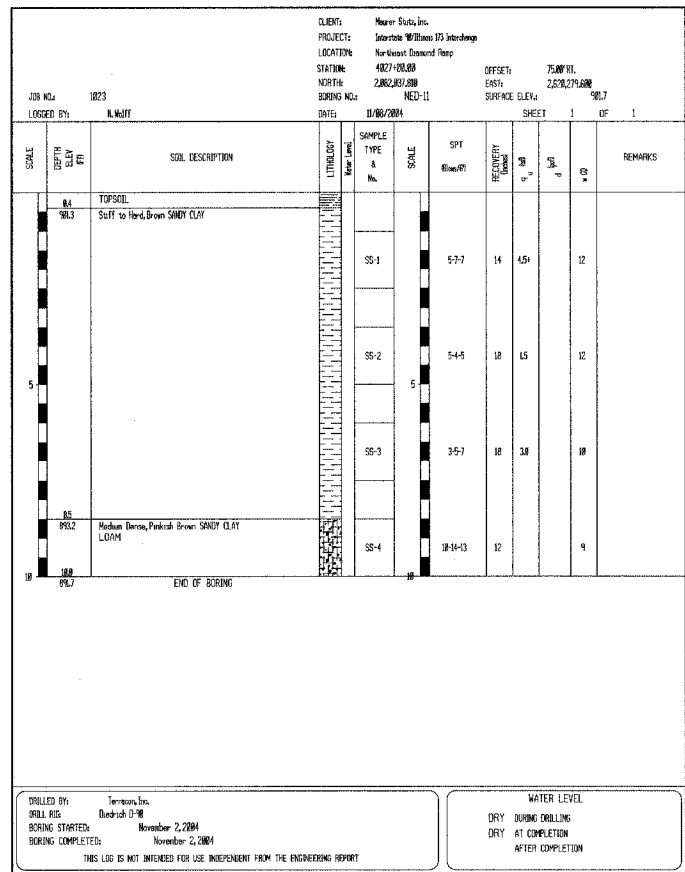 CLIENT: Maurer Stutz, Inc.
PROJECT: Interstate 90/Illinois 173 Interchange
LOCATION: Northeast Diamond Ramp
STATION: 4027+20.00 OFFSET: 75.00' RT.
NORTH: 2,082,037.810 EAST: 2,620,279.600
JOB NO.: 1023 BORING NO.: NED-11 SURFACE ELEV.: 901.7
LOGGED BY: N. Wolff DATE: 11/08/2004 SHEET 1 OF 1
SCALE DEPTH ELEV (FT) SOIL DESCRIPTION LITHOLOGY Water Level SAMPLE TYPE & No. SCALE SPT (Blows/6") RECOVERY (inches) q u (tsf) d (pcf) w (%) REMARKS
0.4 TOPSOIL
901.3 Stiff to Hard, Brown SANDY CLAY
SS-1 5-7-7 14 4.5+ 12
SS-2 5-4-5 18 1.5 12
5 5
SS-3 3-5-7 18 3.0 10
8.5
893.2 Medium Dense, Pinkish Brown SANDY CLAY
LOAM
SS-4 10-14-13 12 9
10 10.0 10
891.7 END OF BORING
DRILLED BY: Terracon, Inc.
DRILL RIG: Diedrich D-90
BORING STARTED: November 2, 2004
BORING COMPLETED: November 2, 2004
THIS LOG IS NOT INTENDED FOR USE INDEPENDENT FROM THE ENGINEERING REPORT
WATER LEVEL
DRY DURING DRILLING
DRY AT COMPLETION
AFTER COMPLETION